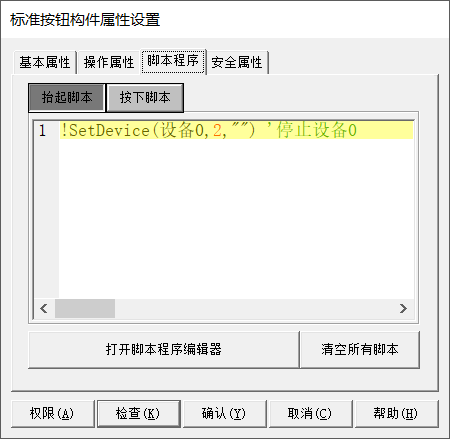 标准按钮构件属性设置
基本属性 操作属性 脚本程序 安全属性
抬起脚本 按下脚本
1 !SetDevice(设备0,2,"") '停止设备0
打开脚本程序编辑器 清空所有脚本
权限(A) 检查(K) 确认(Y) 取消(C) 帮助(H)